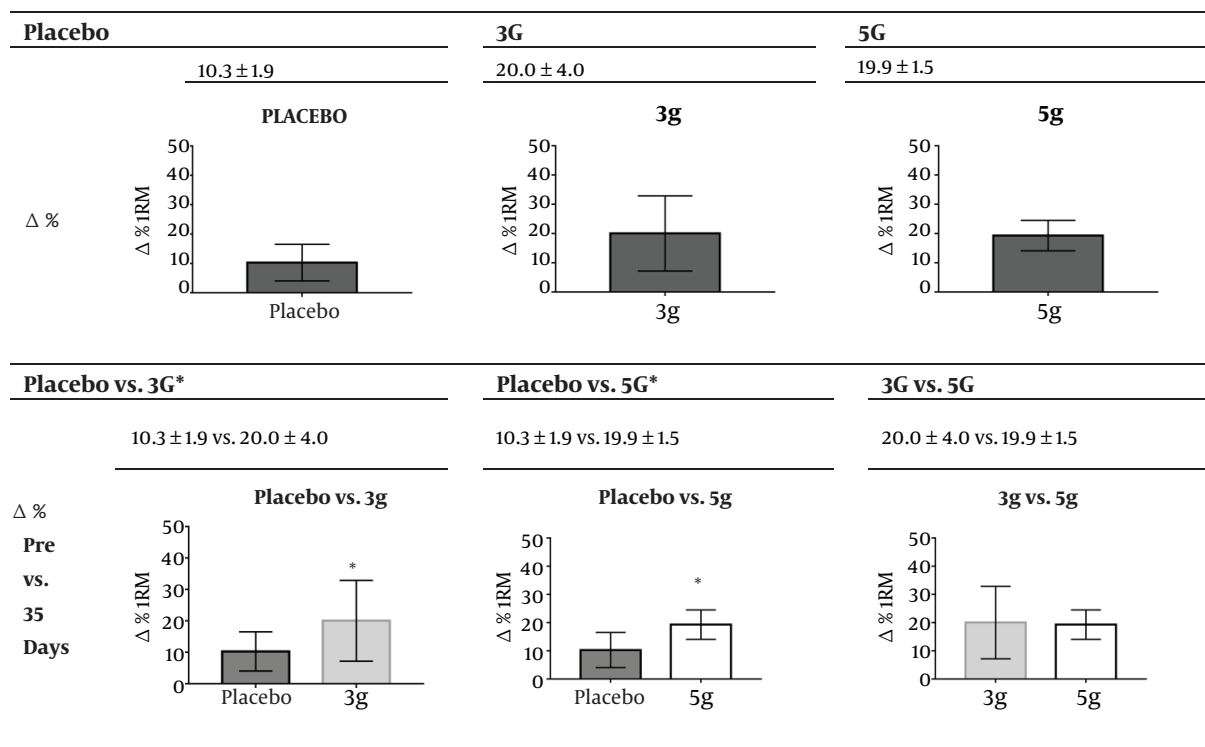 Placebo 3G 5G
10.3 ± 1.9 20.0 ± 4.0 19.9 ± 1.5
PLACEBO 3g 5g
Δ %
Δ %1RM
50
40
30
20
10
0
Placebo
Δ %1RM
50
40
30
20
10
0
3g
Δ %1RM
50
40
30
20
10
0
5g
Placebo vs. 3G* Placebo vs. 5G* 3G vs. 5G
10.3 ± 1.9 vs. 20.0 ± 4.0 10.3 ± 1.9 vs. 19.9 ± 1.5 20.0 ± 4.0 vs. 19.9 ± 1.5
Δ %
Pre
vs.
35
Days
Placebo vs. 3g
Δ %1RM
50
40
30
20
10
0
*
Placebo 3g
Placebo vs. 5g
Δ %1RM
50
40
30
20
10
0
*
Placebo 5g
3g vs. 5g
Δ %1RM
50
40
30
20
10
0
3g 5g